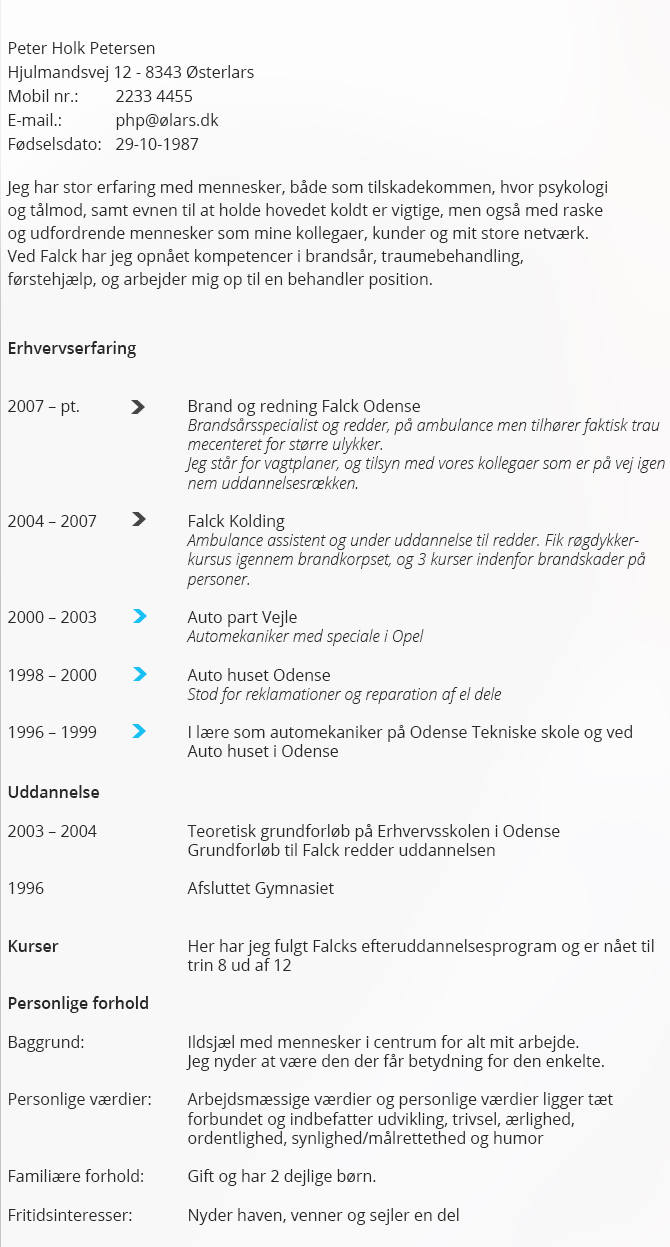 Peter Holk Petersen
Hjulmandsvej 12 - 8343 Østerlars
Mobil nr.: 2233 4455
E-mail.: php@ølars.dk
Fødselsdato: 29-10-1987
Jeg har stor erfaring med mennesker, både som tilskadekommen, hvor psykologi
og tålmod, samt evnen til at holde hovedet koldt er vigtige, men også med raske
og udfordrende mennesker som mine kollegaer, kunder og mit store netværk.
Ved Falck har jeg opnået kompetencer i brandsår, traumebehandling,
førstehjælp, og arbejder mig op til en behandler position.
Erhvervserfaring
2007 – pt. Brand og redning Falck Odense
Brandsårsspecialist og redder, på ambulance men tilhører faktisk trau
mecenteret for større ulykker.
Jeg står for vagtplaner, og tilsyn med vores kollegaer som er på vej igen
nem uddannelsesrækken.
2004 – 2007 Falck Kolding
Ambulance assistent og under uddannelse til redder. Fik røgdykker-
kursus igennem brandkorpset, og 3 kurser indenfor brandskader på
personer.
2000 – 2003 Auto part Vejle
Automekaniker med speciale i Opel
1998 – 2000 Auto huset Odense
Stod for reklamationer og reparation af el dele
1996 – 1999 I lære som automekaniker på Odense Tekniske skole og ved
Auto huset i Odense
Uddannelse
2003 – 2004 Teoretisk grundforløb på Erhvervsskolen i Odense
Grundforløb til Falck redder uddannelsen
1996 Afsluttet Gymnasiet
Kurser Her har jeg fulgt Falcks efteruddannelsesprogram og er nået til
trin 8 ud af 12
Personlige forhold
Baggrund: Ildsjæl med mennesker i centrum for alt mit arbejde.
Jeg nyder at være den der får betydning for den enkelte.
Personlige værdier: Arbejdsmæssige værdier og personlige værdier ligger tæt
forbundet og indbefatter udvikling, trivsel, ærlighed,
ordentlighed, synlighed/målrettethed og humor
Familiære forhold: Gift og har 2 dejlige børn.
Fritidsinteresser: Nyder haven, venner og sejler en del